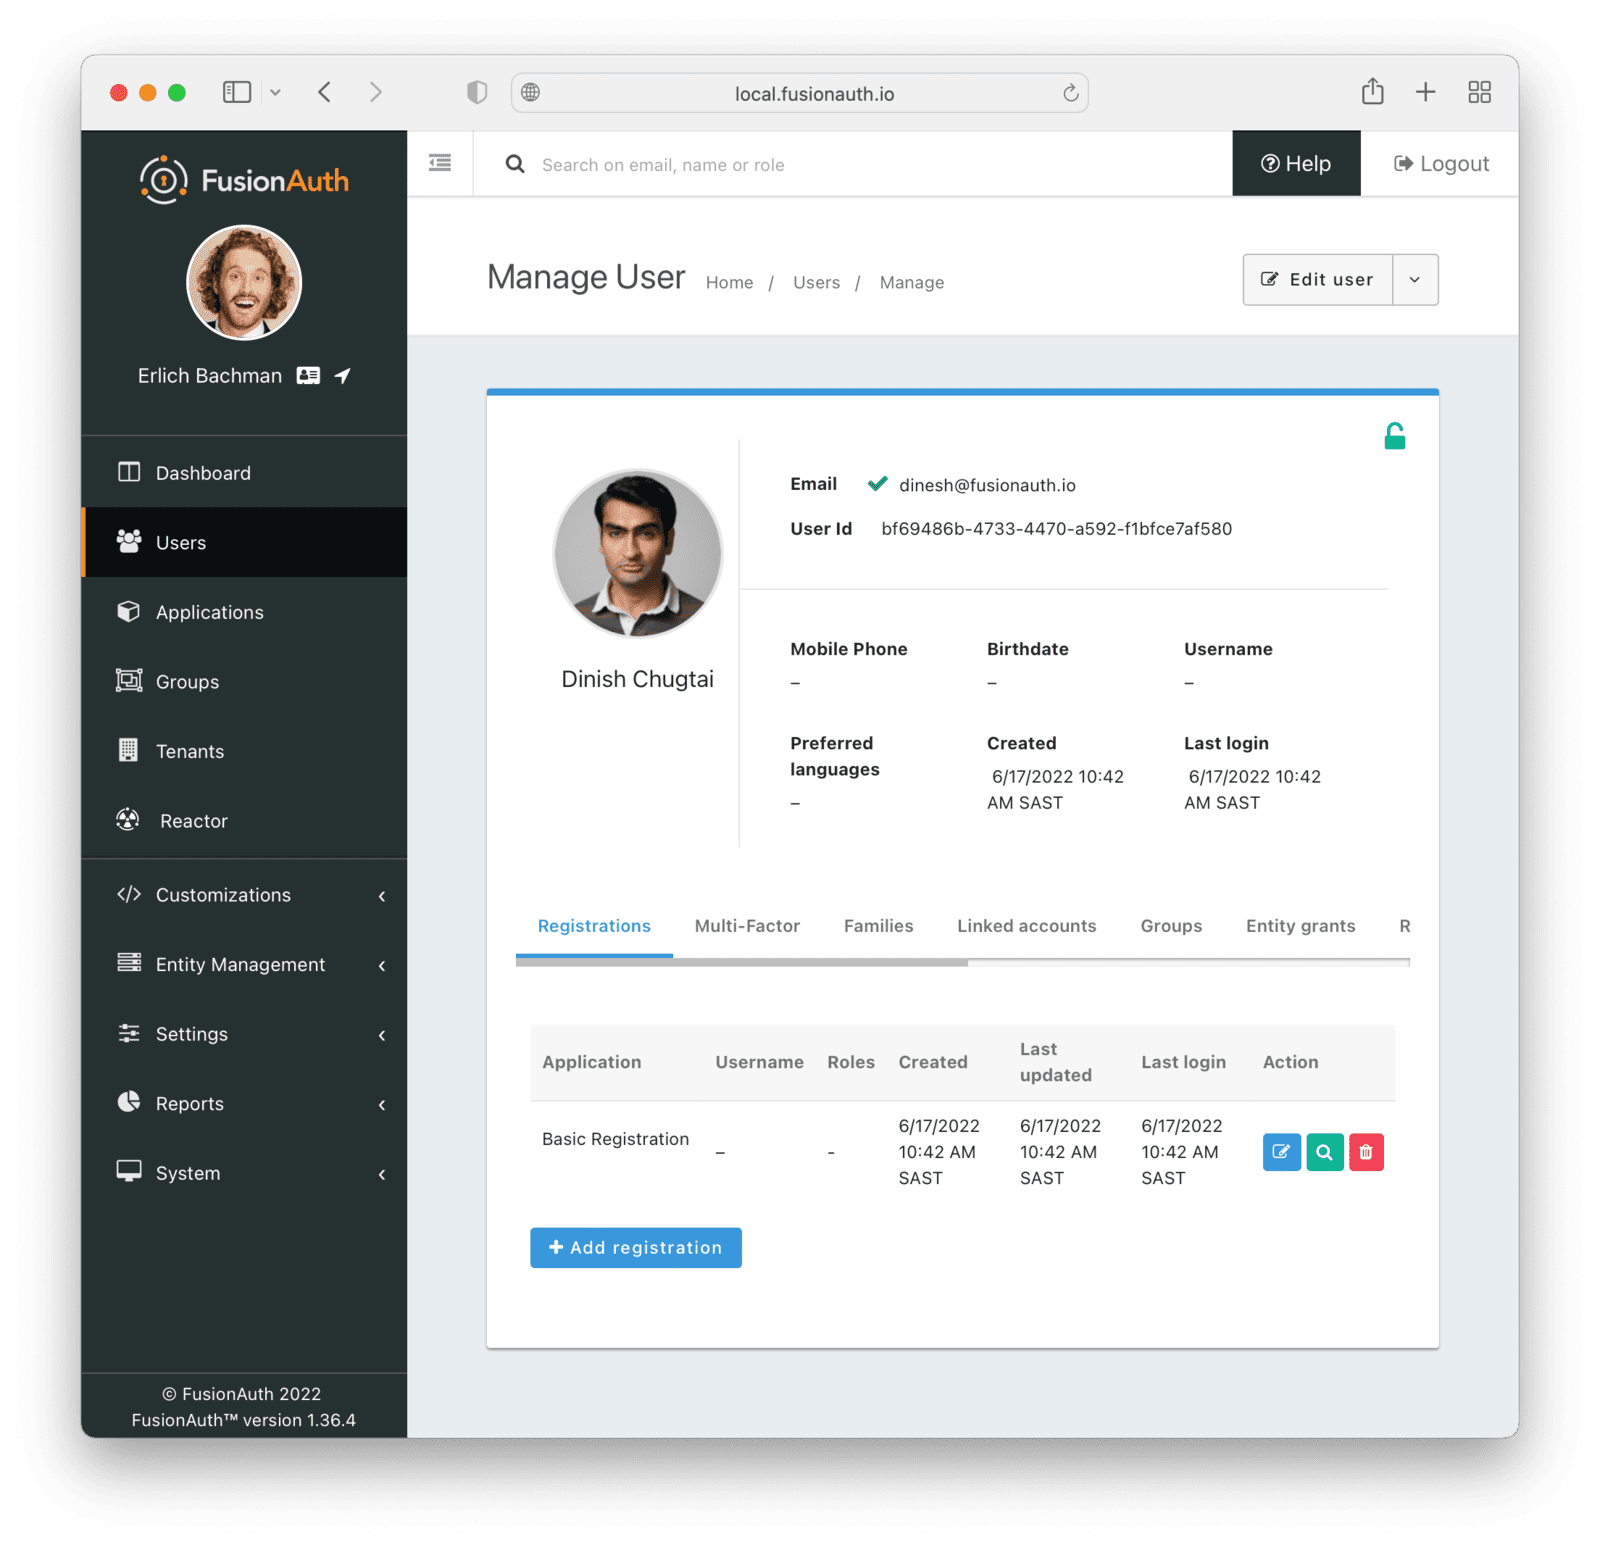 local.fusionauth.io
FusionAuth
Search on email, name or role
Help
Logout
Erlich Bachman
Manage User
Home / Users / Manage
Edit user
Dashboard
Users
Applications
Groups
Tenants
Reactor
Customizations
Entity Management
Settings
Reports
System
© FusionAuth 2022
FusionAuth™ version 1.36.4
Dinish Chugtai
Email dinesh@fusionauth.io
User Id bf69486b-4733-4470-a592-f1bfce7af580
Mobile Phone Birthdate Username
– – –
Preferred Created Last login
languages
6/17/2022 10:42 6/17/2022 10:42
– AM SAST AM SAST
Registrations Multi-Factor Families Linked accounts Groups Entity grants R
Application Username Roles Created Last updated Last login Action
Basic Registration – - 6/17/2022 6/17/2022 6/17/2022
10:42 AM 10:42 AM 10:42 AM
SAST SAST SAST
Add registration